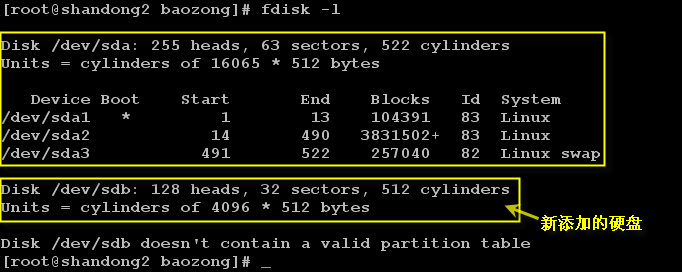 [root@shandong2 baozong]# fdisk -l
Disk /dev/sda: 255 heads, 63 sectors, 522 cylinders
Units = cylinders of 16065 * 512 bytes
Device Boot Start End Blocks Id System
/dev/sda1 * 1 13 104391 83 Linux
/dev/sda2 14 490 3831502+ 83 Linux
/dev/sda3 491 522 257040 82 Linux swap
Disk /dev/sdb: 128 heads, 32 sectors, 512 cylinders
Units = cylinders of 4096 * 512 bytes
新添加的硬盘
Disk /dev/sdb doesn't contain a valid partition table
[root@shandong2 baozong]# _